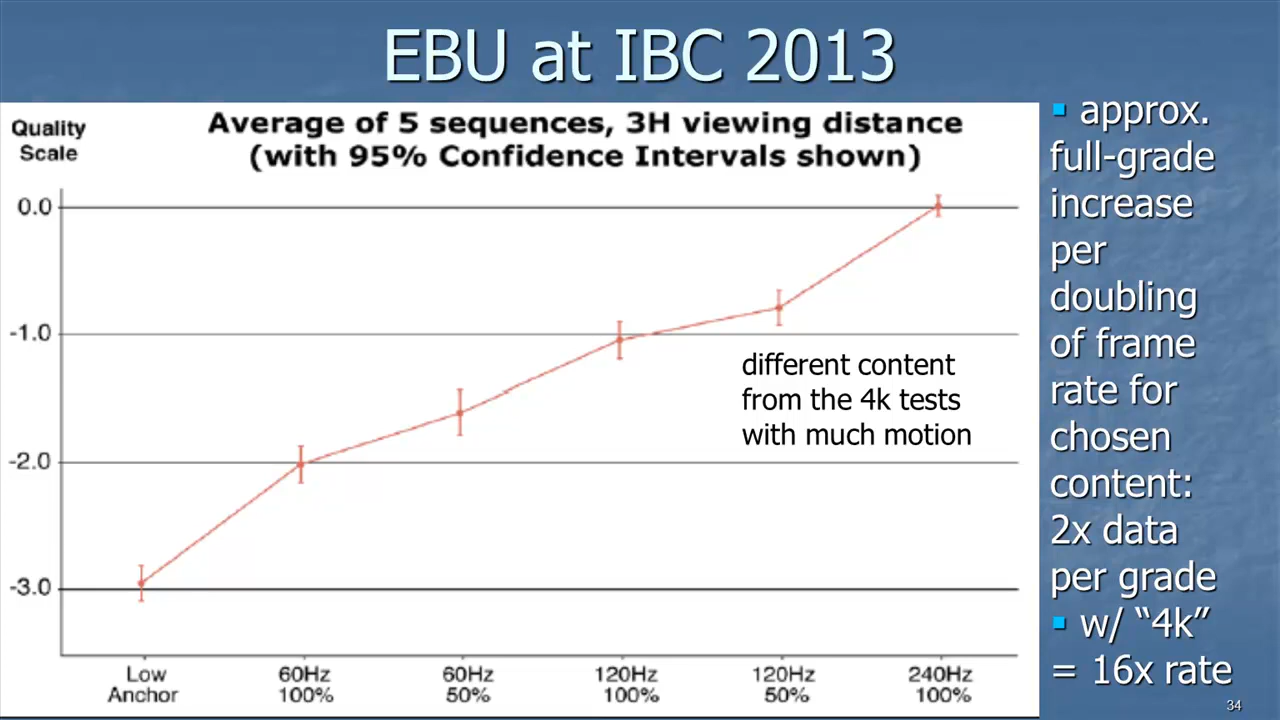 EBU at IBC 2013
Quality
Scale
Average of 5 sequences, 3H viewing distance
(with 95% Confidence Intervals shown)
0.0
-1.0
-2.0
-3.0
different content
from the 4k tests
with much motion
Low
Anchor
60Hz
100%
60Hz
50%
120Hz
100%
120Hz
50%
240Hz
100%
▪ approx.
full-grade
increase
per
doubling
of frame
rate for
chosen
content:
2x data
per grade
▪ w/ “4k”
= 16x rate
34